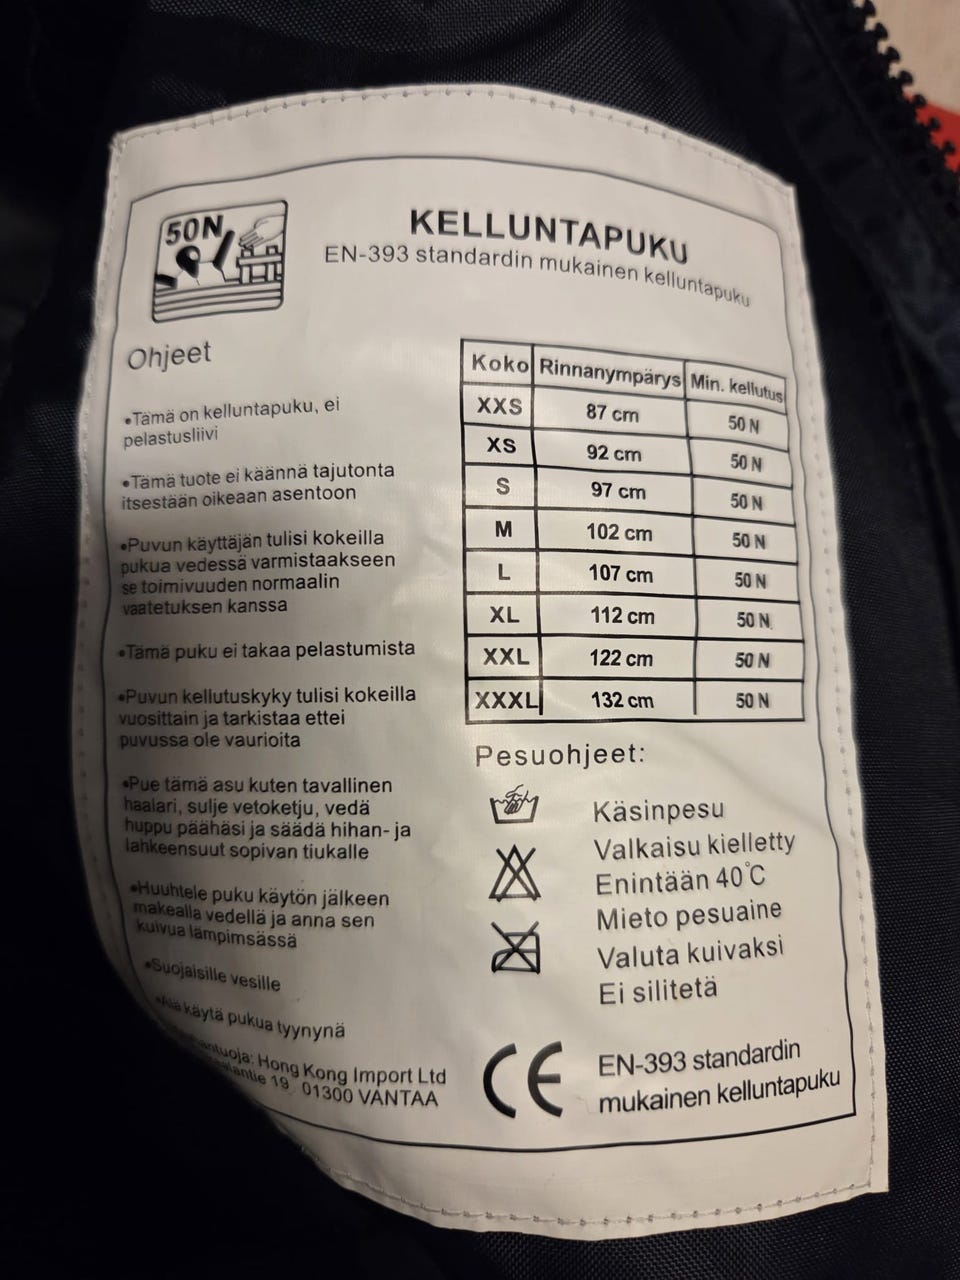 50N
KELLUNTAPUKU
EN-393 standardin mukainen kelluntapuku
Ohjeet
•Tämä on kelluntapuku, ei
pelastusliivi
•Tämä tuote ei käännä tajutonta
itsestään oikeaan asentoon
•Puvun käyttäjän tulisi kokeilla
pukua vedessä varmistaakseen
se toimivuuden normaalin
vaatetuksen kanssa
•Tämä puku ei takaa pelastumista
•Puvun kellutuskyky tulisi kokeilla
vuosittain ja tarkistaa ettei
puvussa ole vaurioita
•Pue tämä asu kuten tavallinen
haalari, sulje vetoketju, vedä
huppu päähäsi ja säädä hihan- ja
lahkeensuut sopivan tiukalle
•Huuhtele puku käytön jälkeen
makealla vedellä ja anna sen
kuivua lämpimsässä
•Suojaisille vesille
•Älä käytä pukua tyynynä
Hong Kong Import Ltd
19 01300 VANTAA
Koko Rinnanympärys Min. kellutus
XXS 87 cm 50 N
XS 92 cm 50 N
S 97 cm 50 N
M 102 cm 50 N
L 107 cm 50 N
XL 112 cm 50 N
XXL 122 cm 50 N
XXXL 132 cm 50 N
Pesuohjeet:
Käsinpesu
Valkaisu kielletty
Enintään 40°C
Mieto pesuaine
Valuta kuivaksi
Ei silitetä
CE
EN-393 standardin
mukainen kelluntapuku